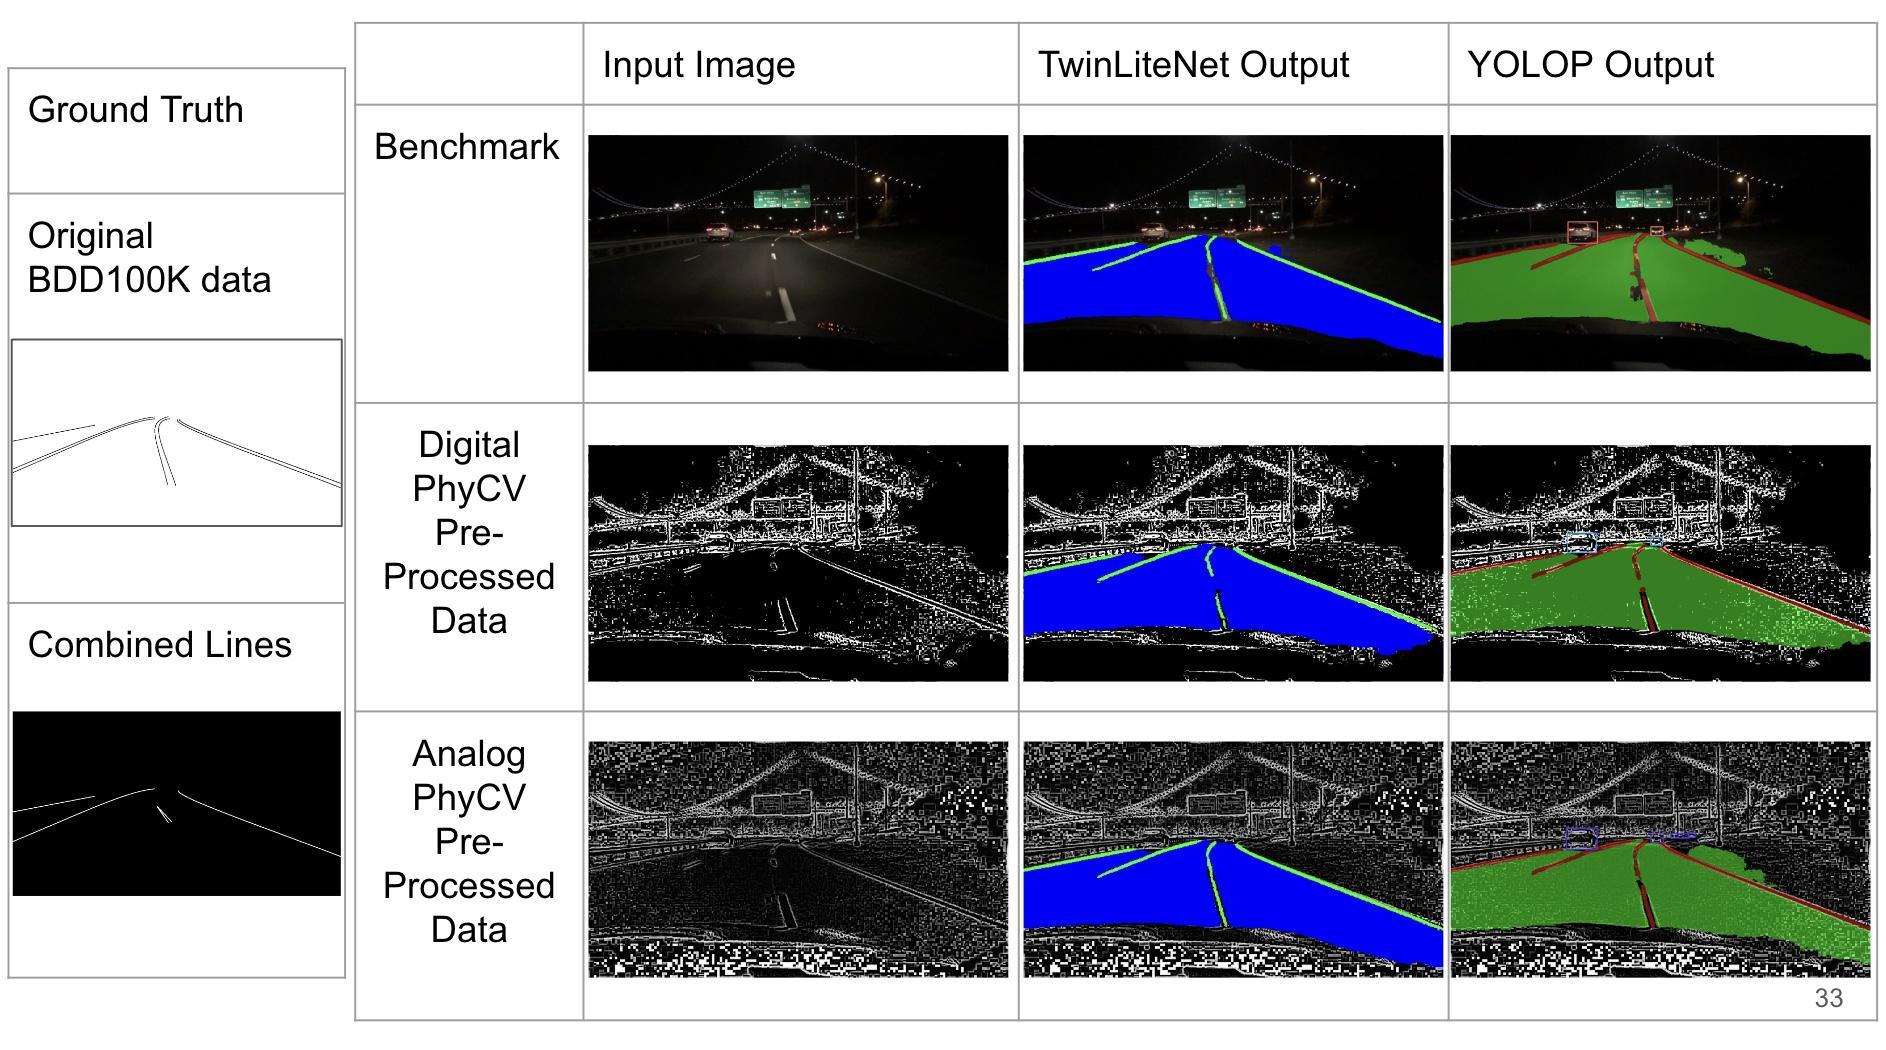 Ground Truth
Original
BDD100K data
Combined Lines
Input Image
TwinLiteNet Output
YOLOP Output
Benchmark
Digital
PhyCV
Pre-
Processed
Data
Analog
PhyCV
Pre-
Processed
Data
33